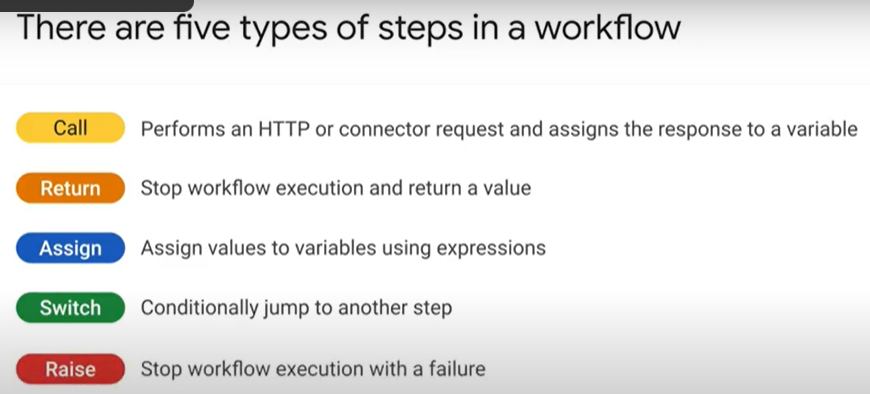 There are five types of steps in a workflow
Call Performs an HTTP or connector request and assigns the response to a variable
Return Stop workflow execution and return a value
Assign Assign values to variables using expressions
Switch Conditionally jump to another step
Raise Stop workflow execution with a failure